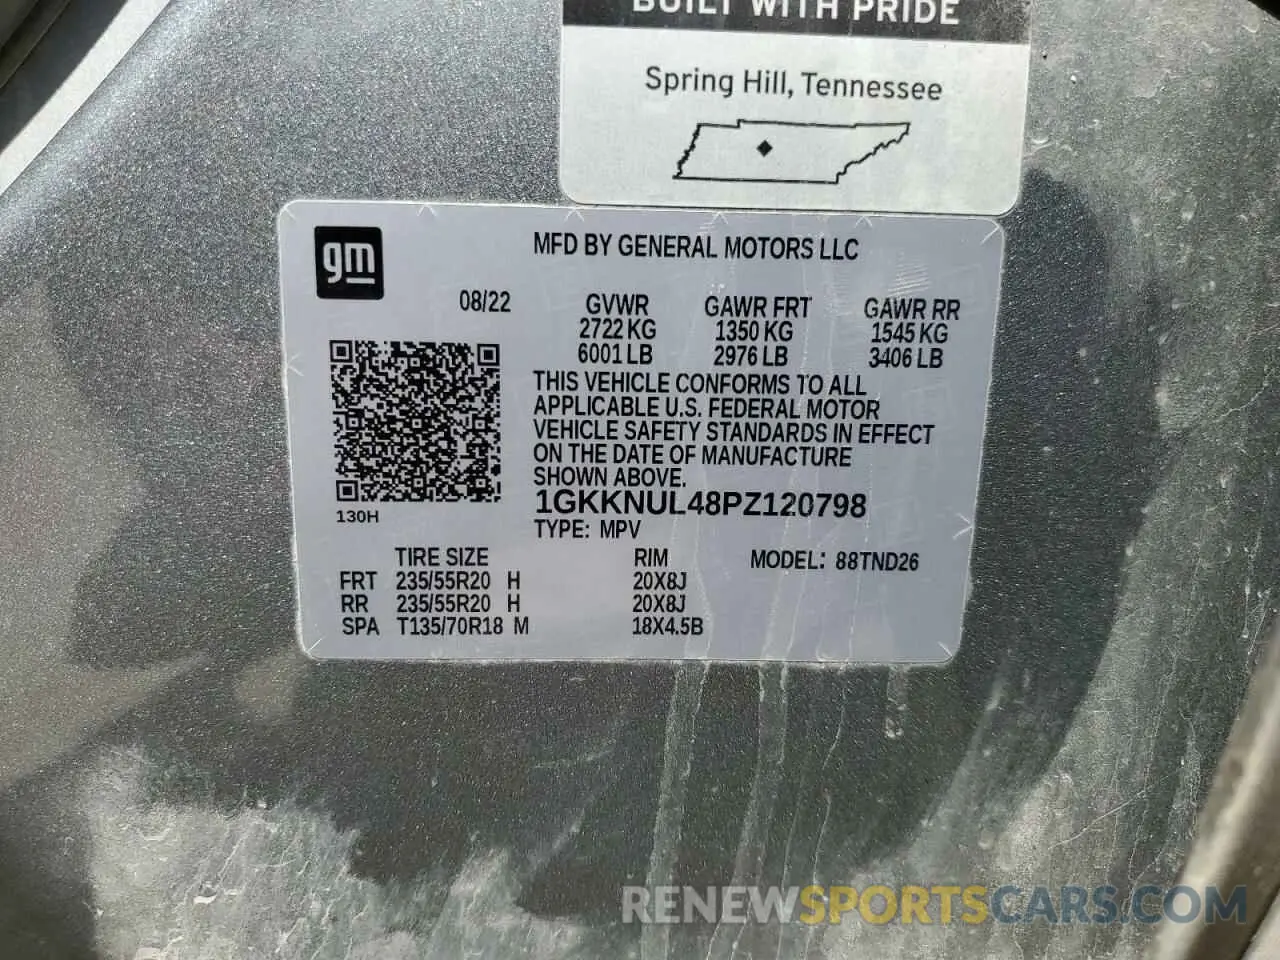 BUILT WITH PRIDE
Spring Hill, Tennessee
gm
MFD BY GENERAL MOTORS LLC
08/22
GVWR GAWR FRT GAWR RR
2722 KG 1350 KG 1545 KG
6001 LB 2976 LB 3406 LB
THIS VEHICLE CONFORMS TO ALL
APPLICABLE U.S. FEDERAL MOTOR
VEHICLE SAFETY STANDARDS IN EFFECT
ON THE DATE OF MANUFACTURE
SHOWN ABOVE.
1GKKNUL48PZ120798
130H
TYPE: MPV
TIRE SIZE RIM MODEL: 88TND26
FRT 235/55R20 H 20X8J
RR 235/55R20 H 20X8J
SPA T135/70R18 M 18X4.5B
RENEWSPORTSCARS.COM